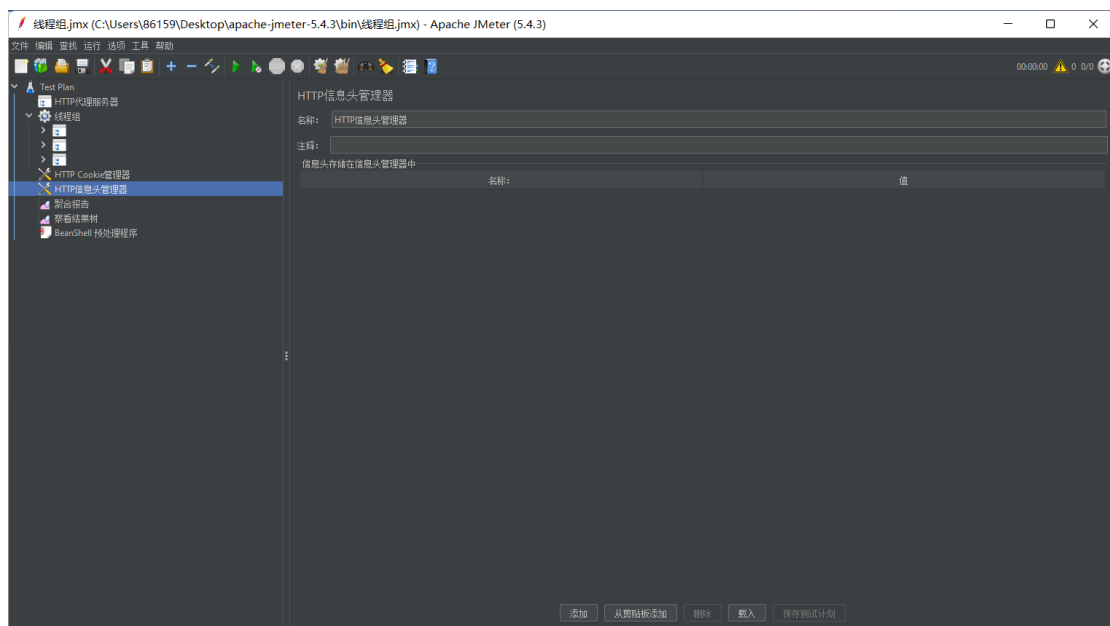 线程组.jmx (C:\Users\86159\Desktop\apache-jmeter-5.4.3\bin\线程组.jmx) - Apache JMeter (5.4.3)
文件 编辑 查找 运行 选项 工具 帮助
00:00:00 0 0/0
Test Plan
HTTP代理服务器
线程组
HTTP Cookie管理器
HTTP信息头管理器
聚合报告
察看结果树
BeanShell 预处理程序
HTTP信息头管理器
名称: HTTP信息头管理器
注释:
信息头存储在信息头管理器中
名称: 值
添加 从剪贴板添加 删除 载入 保存测试计划